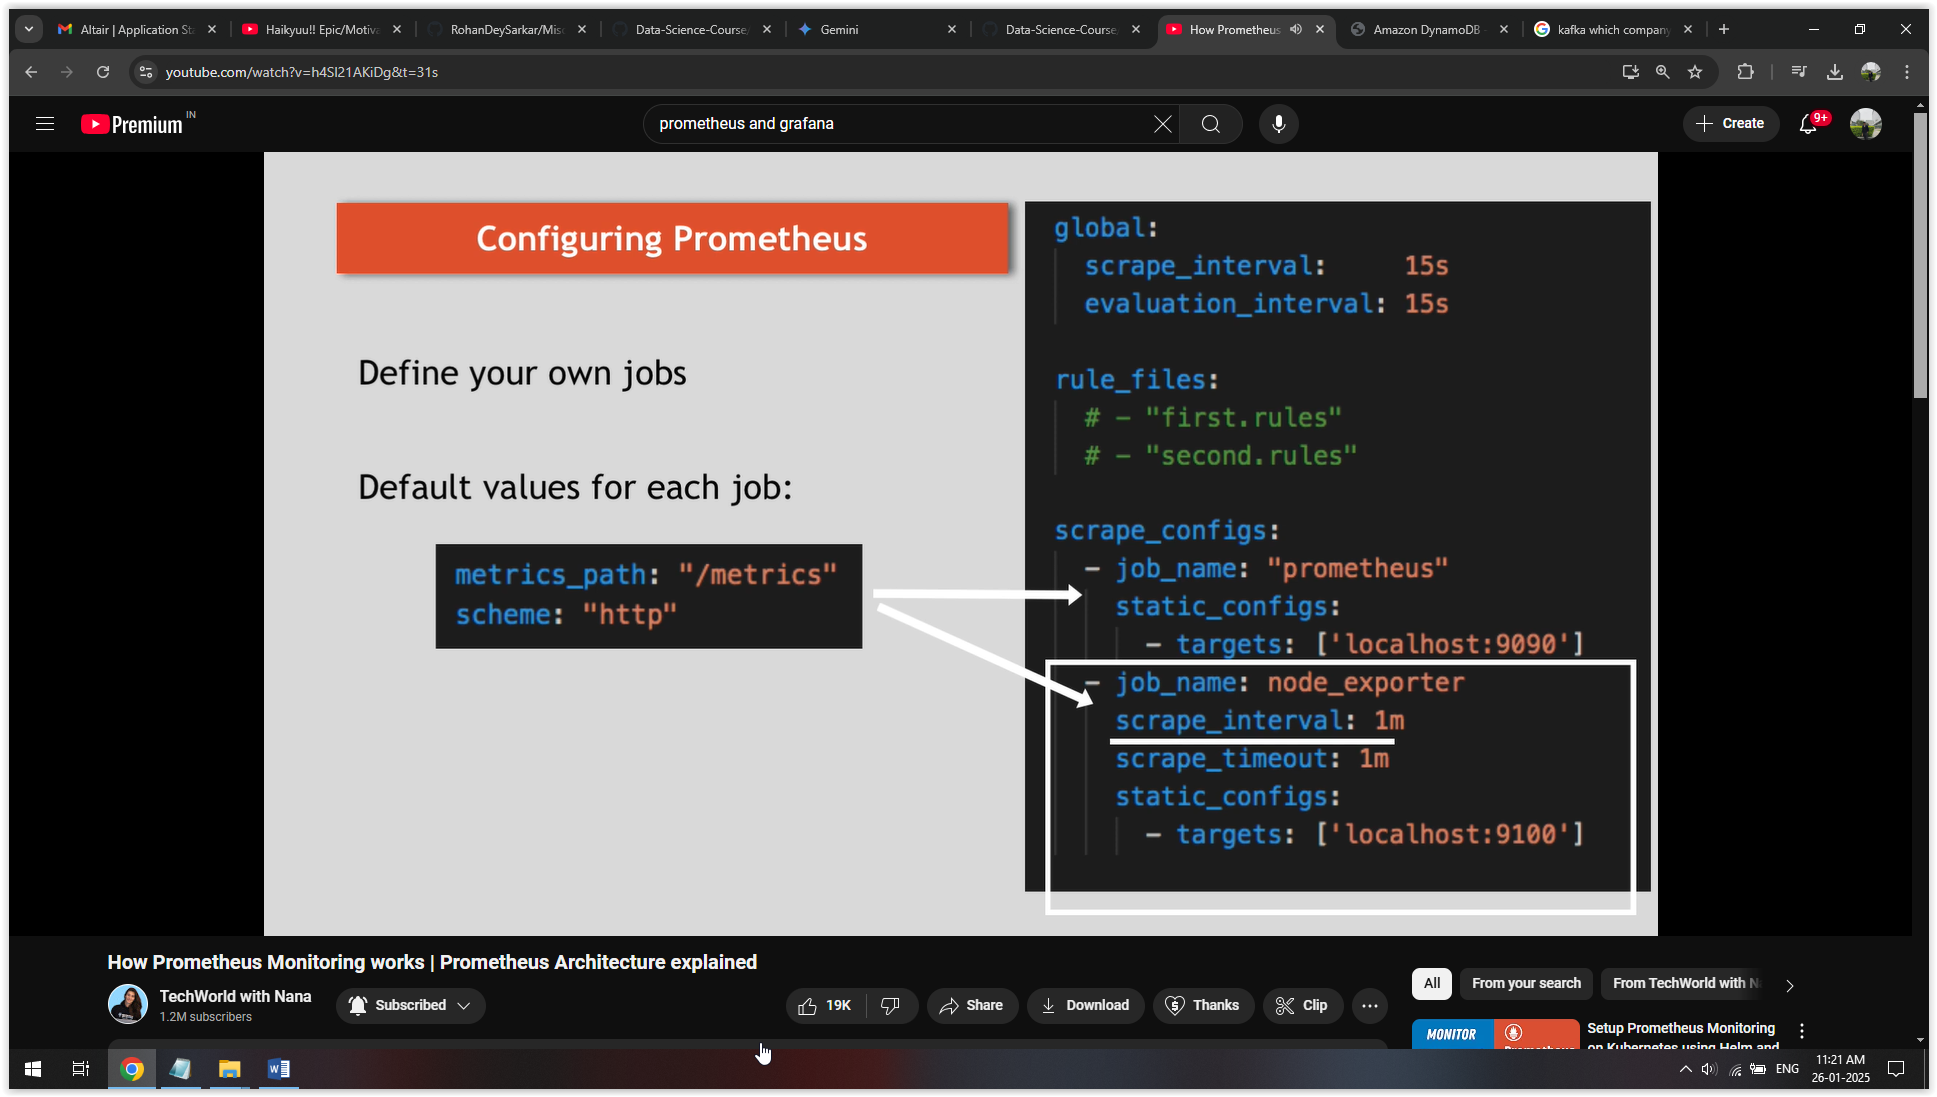 Altair | Application St
Haikyuu!! Epic/Motiva
RohanDeySarkar/Misc
Data-Science-Course/
Gemini
Data-Science-Course/
How Prometheus
Amazon DynamoDB
kafka which company
youtube.com/watch?v=h4Sl21AKiDg&t=31s
Premium IN
prometheus and grafana
Create
9+
Configuring Prometheus
Define your own jobs
Default values for each job:
metrics_path: "/metrics"
scheme: "http"
global:
scrape_interval: 15s
evaluation_interval: 15s
rule_files:
# - "first.rules"
# - "second.rules"
scrape_configs:
- job_name: "prometheus"
static_configs:
- targets: ['localhost:9090']
- job_name: node_exporter
scrape_interval: 1m
scrape_timeout: 1m
static_configs:
- targets: ['localhost:9100']
How Prometheus Monitoring works | Prometheus Architecture explained
TechWorld with Nana
1.2M subscribers
Subscribed
19K
Share
Download
Thanks
Clip
All
From your search
From TechWorld with N
MONITOR
Prometheus
Setup Prometheus Monitoring
on Kubernetes using Helm and
ENG
11:21 AM
26-01-2025